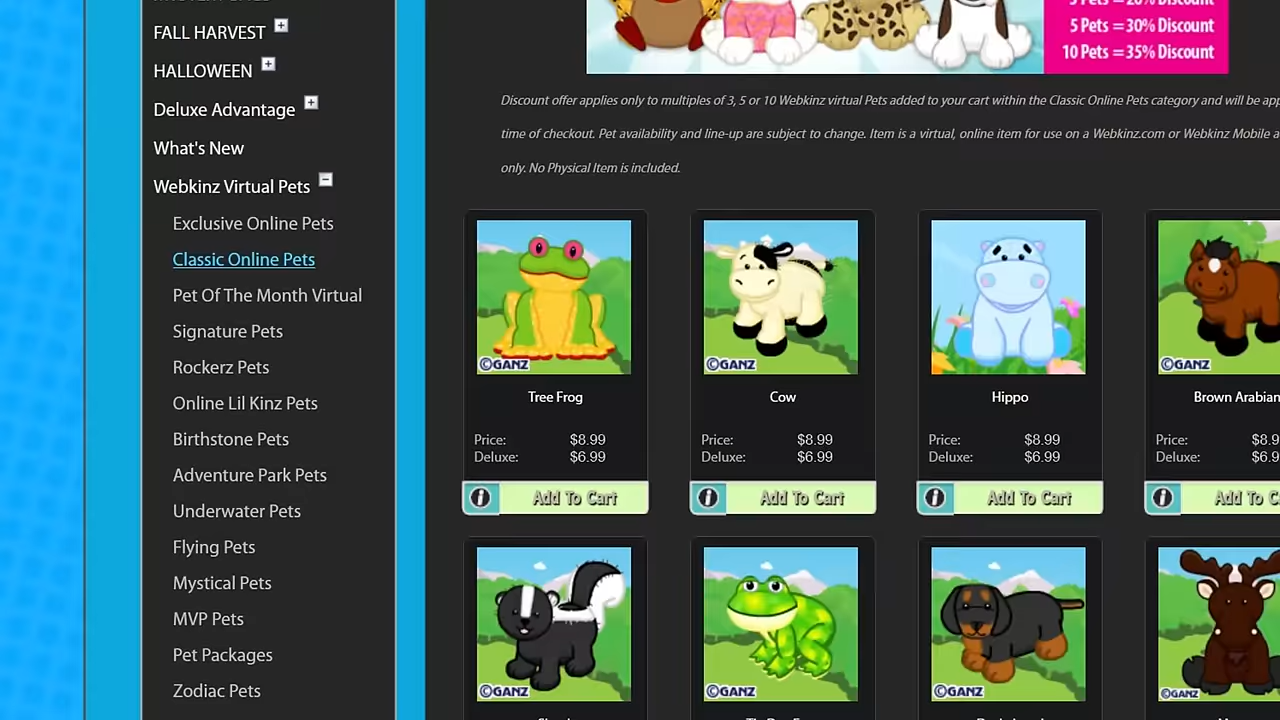 FALL HARVEST
HALLOWEEN
Deluxe Advantage
What's New
Webkinz Virtual Pets
Exclusive Online Pets
Classic Online Pets
Pet Of The Month Virtual
Signature Pets
Rockerz Pets
Online Lil Kinz Pets
Birthstone Pets
Adventure Park Pets
Underwater Pets
Flying Pets
Mystical Pets
MVP Pets
Pet Packages
Zodiac Pets
5 Pets = 30% Discount
10 Pets = 35% Discount
Discount offer applies only to multiples of 3, 5 or 10 Webkinz virtual Pets added to your cart within the Classic Online Pets category and will be app
time of checkout. Pet availability and line-up are subject to change. Item is a virtual, online item for use on a Webkinz.com or Webkinz Mobile a
only. No Physical Item is included.
©GANZ
©GANZ
©GANZ
Tree Frog
Cow
Hippo
Brown Arabian
Price: $8.99
Deluxe: $6.99
Price: $8.99
Deluxe: $6.99
Price: $8.99
Deluxe: $6.99
Price: $8.9
Deluxe: $6.9
Add To Cart
Add To Cart
Add To Cart
Add To C
©GANZ
©GANZ
©GANZ
©GANZ